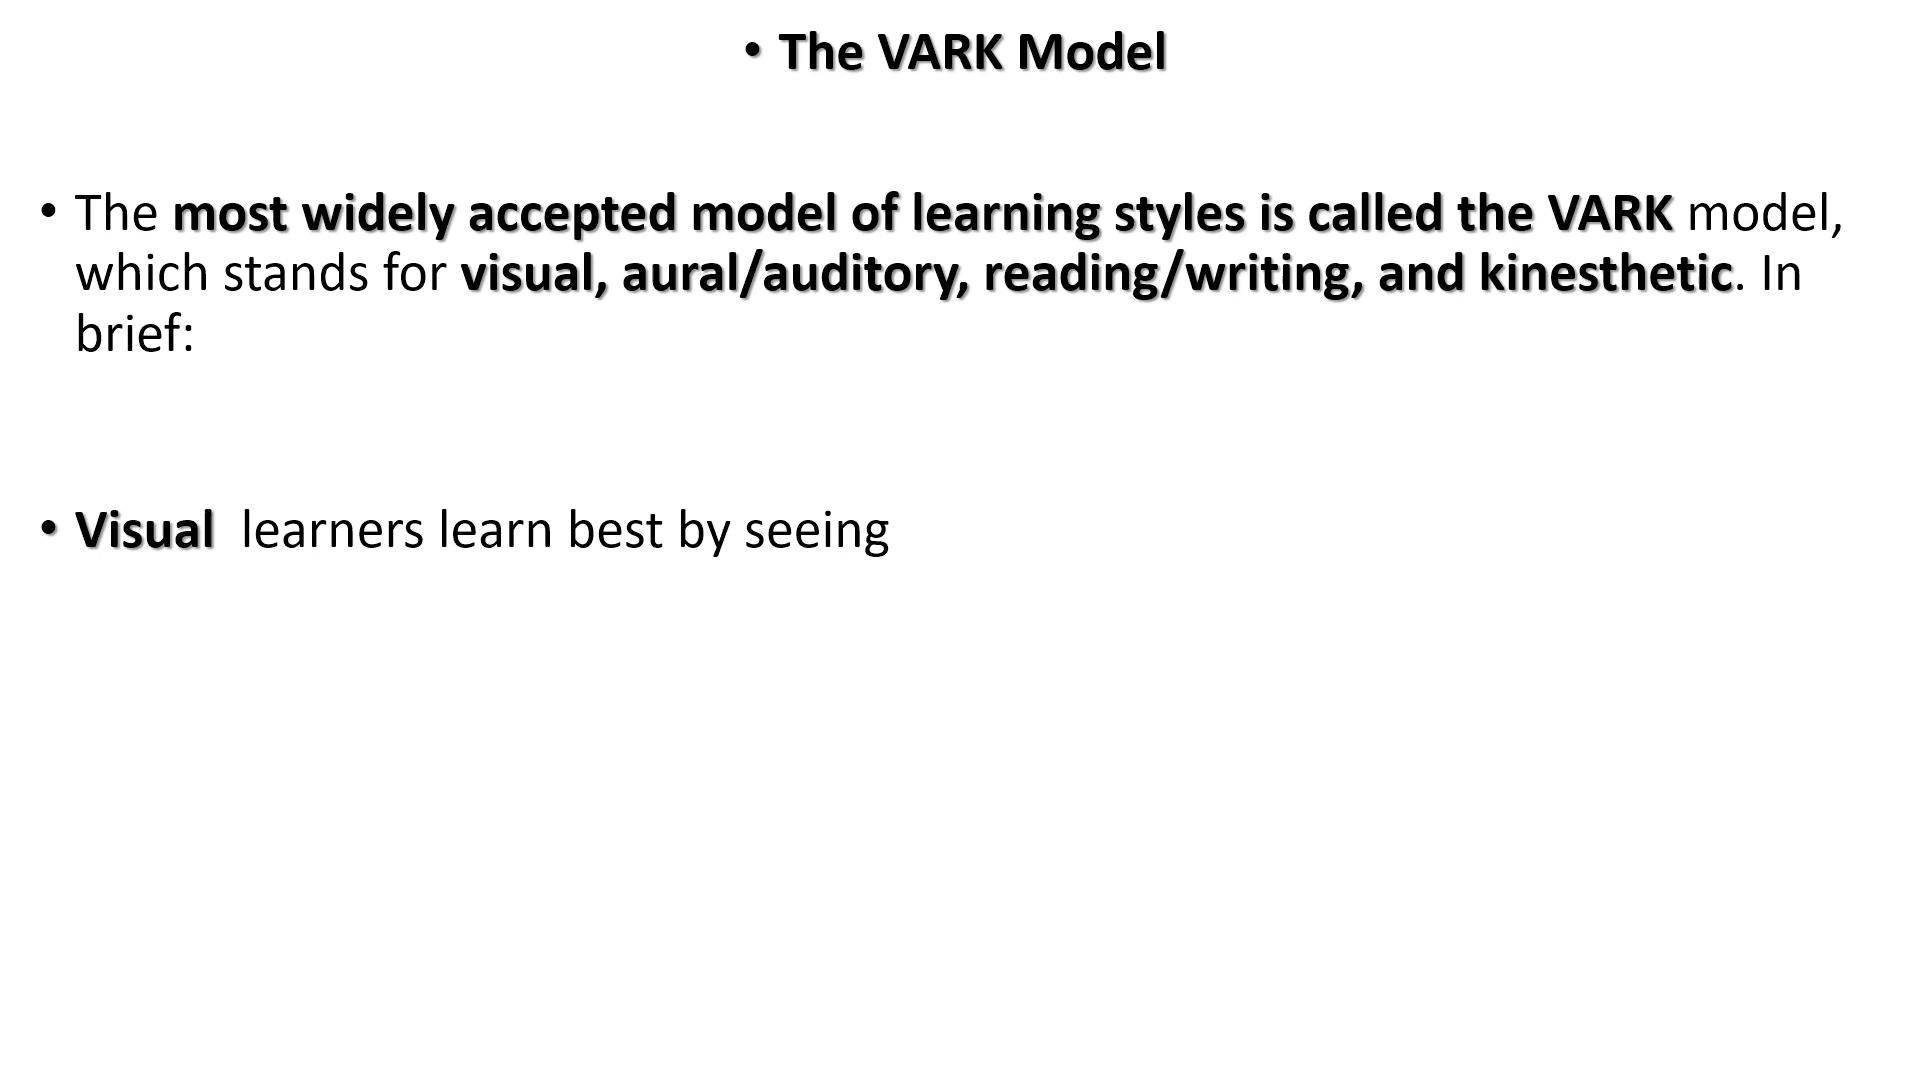 • The VARK Model
• The most widely accepted model of learning styles is called the VARK model,
which stands for visual, aural/auditory, reading/writing, and kinesthetic. In
brief:
• Visual  learners learn best by seeing